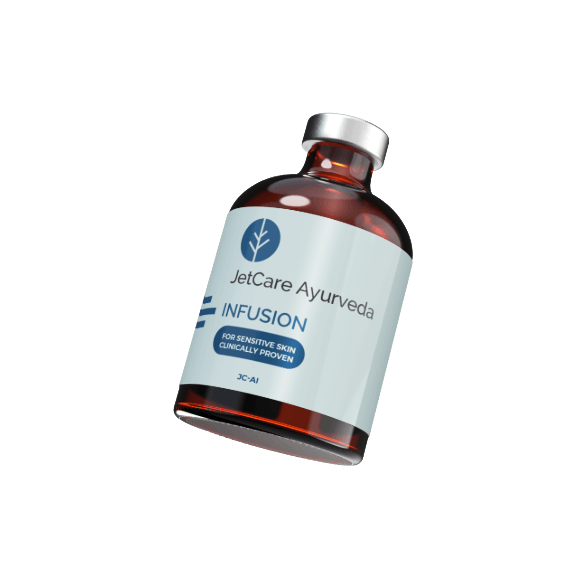 JetCare Ayurveda
INFUSION
FOR SENSITIVE SKIN
CLINICALLY PROVEN
JC-AI